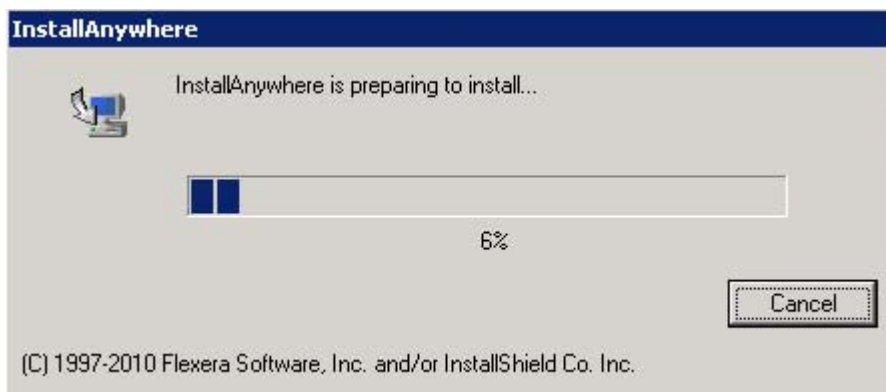 InstallAnywhere
InstallAnywhere is preparing to install...
6%
Cancel
(C) 1997-2010 Flexera Software, Inc. and/or InstallShield Co. Inc.